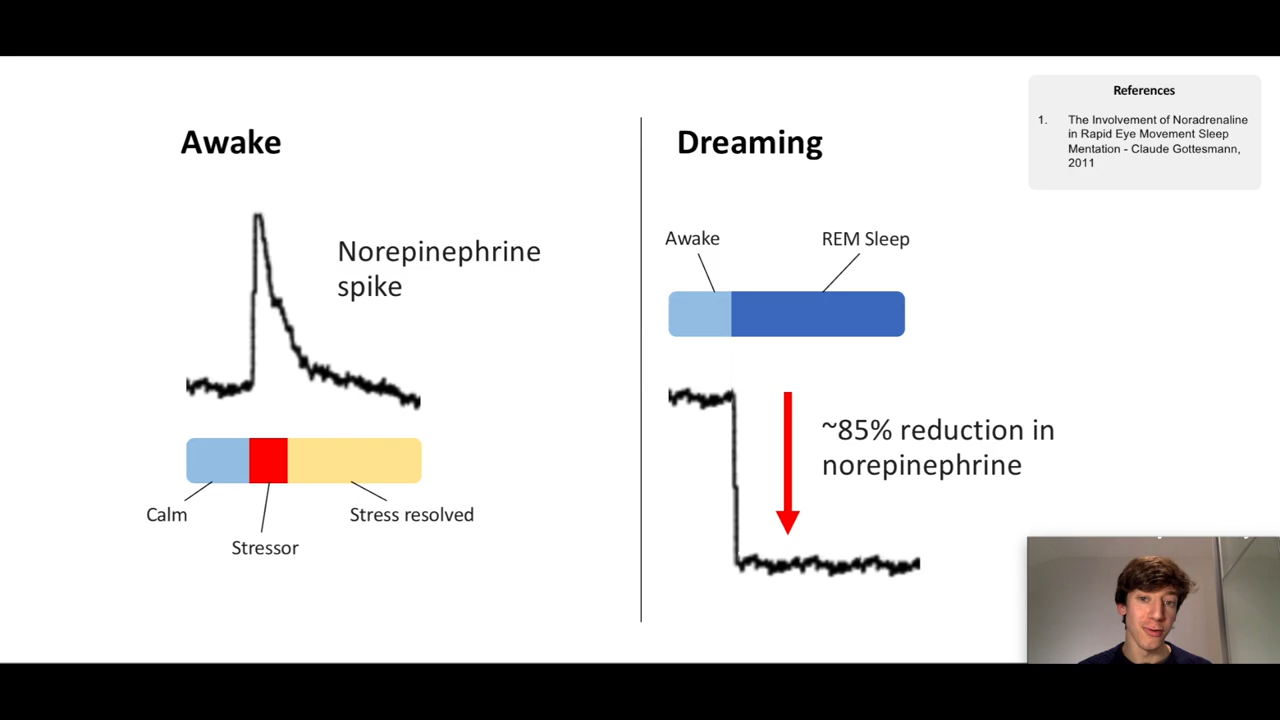 Awake
Norepinephrine
spike
Calm
Stressor
Stress resolved
Dreaming
Awake
REM Sleep
~85% reduction in
norepinephrine
References
1. The Involvement of Noradrenaline
in Rapid Eye Movement Sleep
Mentation - Claude Gottesmann,
2011